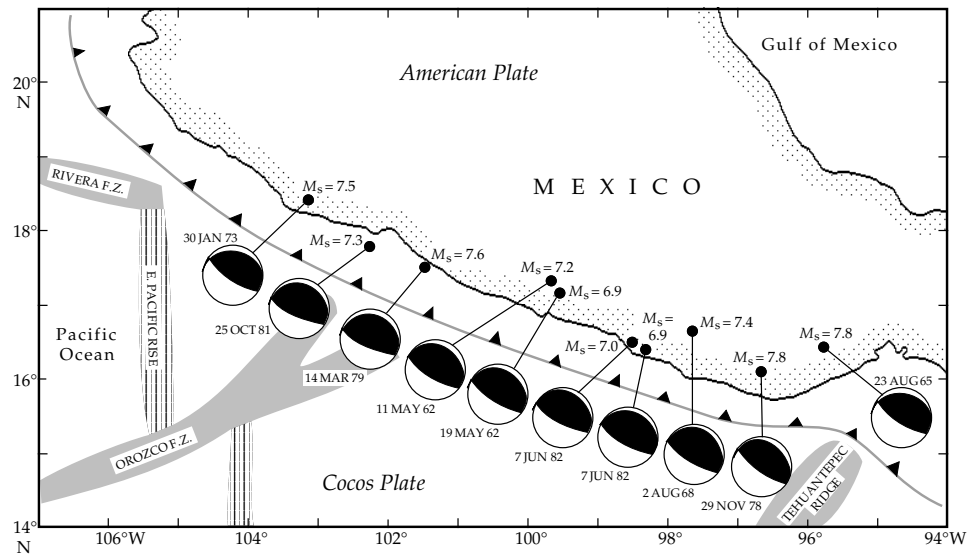 20°
N
18°
16°
14°
N
106°W
104°
102
100°
98°
96°
94°W
American Plate
Gulf of Mexico
MEXICO
RIVERA F.Z.
E. PACIFIC RISE
Pacific
Ocean
OROZCO F.Z.
Cocos Plate
TEHUANTEPEC
RIDGE
Ms = 7.5
30 JAN 73
Ms = 7.3
25 OCT 81
Ms = 7.6
14 MAR 79
Ms = 7.2
11 MAY 62
Ms = 6.9
19 MAY 62
Ms = 7.0
7 JUN 82
Ms =
6.9
7 JUN 82
Ms = 7.4
2 AUG 68
Ms = 7.8
29 NOV 78
Ms = 7.8
23 AUG 65